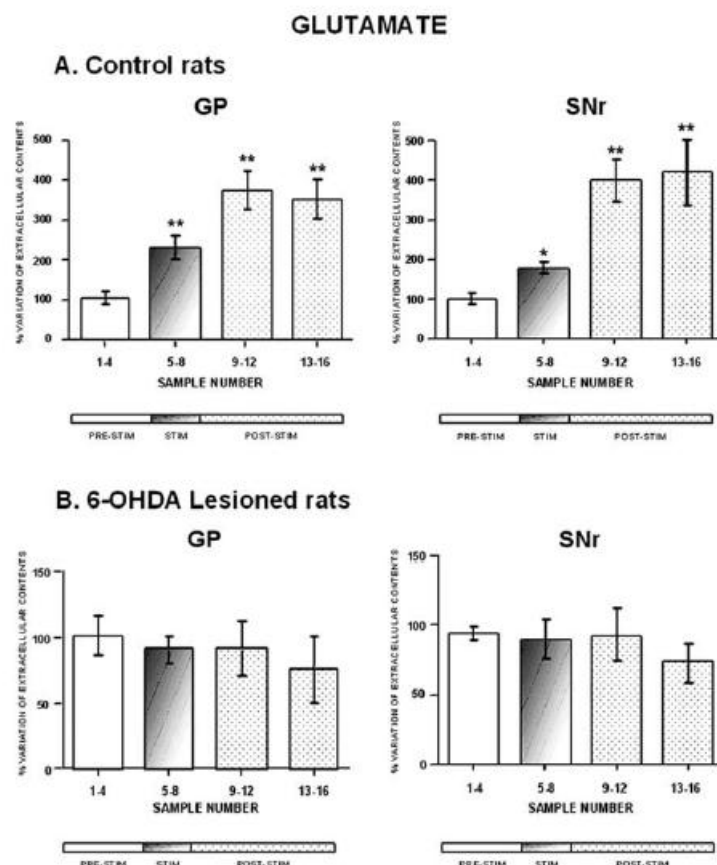 GLUTAMATE
A. Control rats
GP
% VARIATION OF EXTRACELLULAR CONTENTS
500
400
300
200
100
0
**
**
**
1-4 5-8 9-12 13-16
SAMPLE NUMBER
PRE-STIM STIM POST-STIM
SNr
% VARIATION OF EXTRACELLULAR CONTENTS
500
400
300
200
100
0
*
**
**
1-4 5-8 9-12 13-16
SAMPLE NUMBER
PRE-STIM STIM POST-STIM
B. 6-OHDA Lesioned rats
GP
% VARIATION OF EXTRACELLULAR CONTENTS
150
100
50
0
1-4 5-8 9-12 13-16
SAMPLE NUMBER
PRE-STIM STIM POST-STIM
SNr
% VARIATION OF EXTRACELLULAR CONTENTS
150
100
50
0
1-4 5-8 9-12 13-16
SAMPLE NUMBER
PRE-STIM STIM POST-STIM